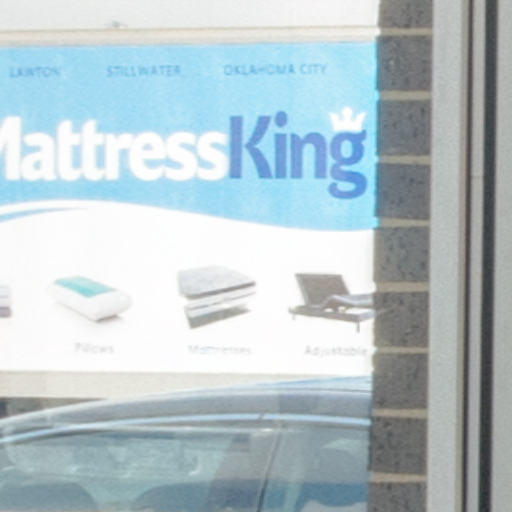 LAWTON STILLWATER OKLAHOMA CITY
MattressKing
Pillows Mattresses Adjustable